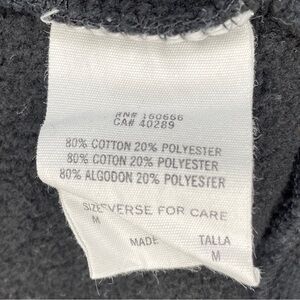 RN# 160666
CA# 40289
80% COTTON 20% POLYESTER
80% COTON 20% POLYESTER
80% ALGODON 20% POLYESTER
SIZE VERSE FOR CARE
M
MADE TALLA
M